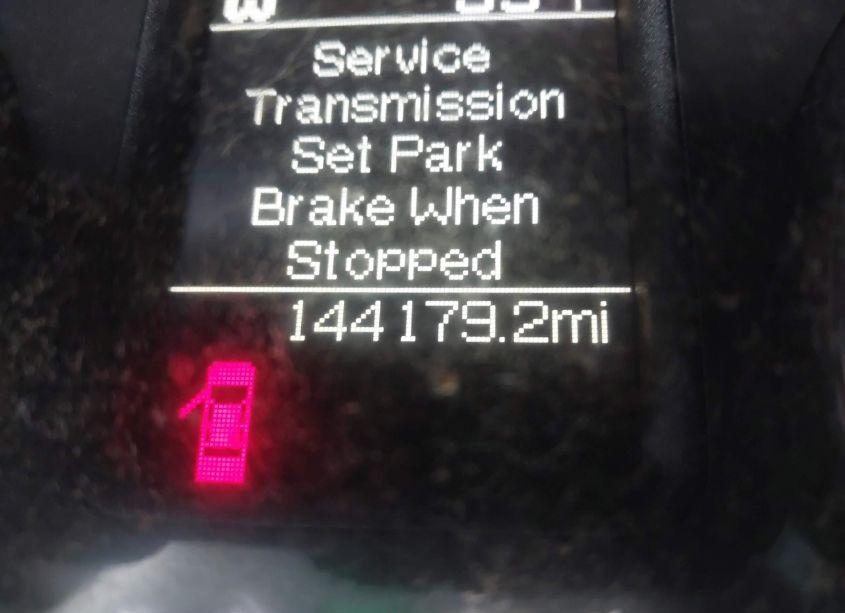 W
Service
Transmission
Set Park
Brake When
Stopped
144179.2mi